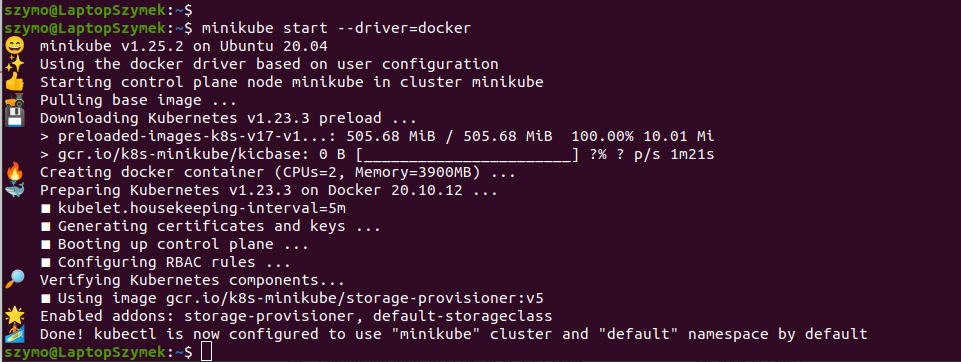 szymo@LaptopSzymek:~$
szymo@LaptopSzymek:~$ minikube start --driver=docker
😄 minikube v1.25.2 on Ubuntu 20.04
✨ Using the docker driver based on user configuration
👍 Starting control plane node minikube in cluster minikube
🚜 Pulling base image ...
💾 Downloading Kubernetes v1.23.3 preload ...
> preloaded-images-k8s-v17-v1...: 505.68 MiB / 505.68 MiB 100.00% 10.01 Mi
> gcr.io/k8s-minikube/kicbase: 0 B [_______________________] ?% ? p/s 1m21s
🔥 Creating docker container (CPUs=2, Memory=3900MB) ...
🐳 Preparing Kubernetes v1.23.3 on Docker 20.10.12 ...
▪ kubelet.housekeeping-interval=5m
▪ Generating certificates and keys ...
▪ Booting up control plane ...
▪ Configuring RBAC rules ...
🔎 Verifying Kubernetes components...
▪ Using image gcr.io/k8s-minikube/storage-provisioner:v5
🌟 Enabled addons: storage-provisioner, default-storageclass
🏄 Done! kubectl is now configured to use "minikube" cluster and "default" namespace by default
szymo@LaptopSzymek:~$